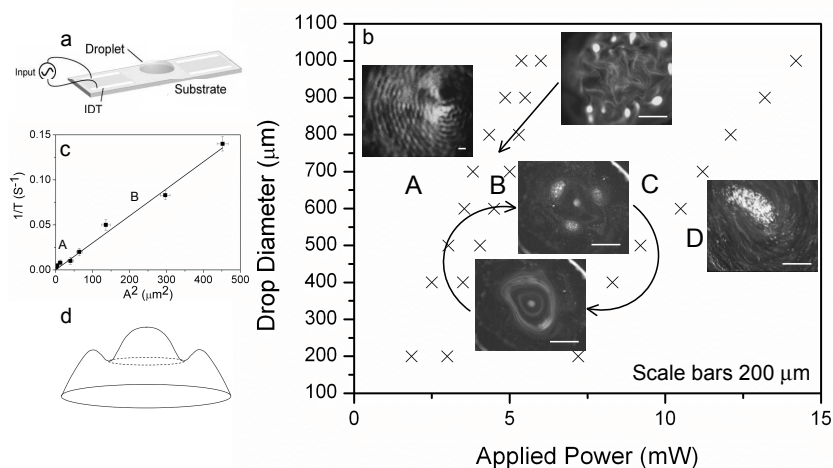 a
Droplet
Input
IDT
Substrate
c
0.15
0.10
0.05
0.00
1/T (S⁻¹)
A
B
0 100 200 300 400 500
A² (μm²)
d
b
1100
1000
900
800
700
600
500
400
300
200
100
Drop Diameter (μm)
A
B
C
D
Scale bars 200 μm
0 5 10 15
Applied Power (mW)